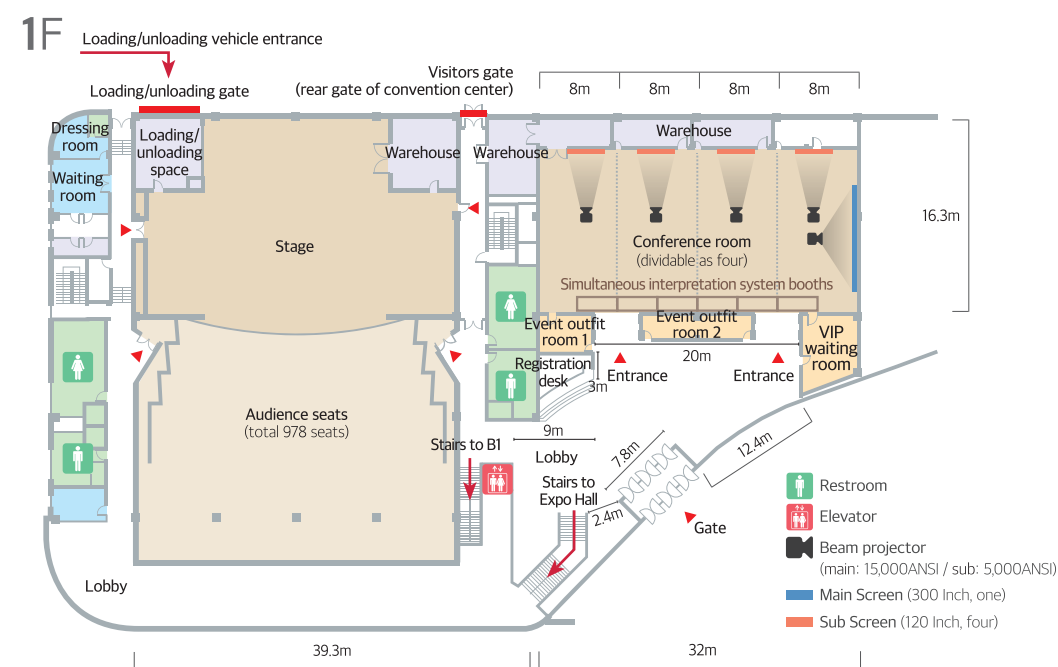 1F
Loading/unloading vehicle entrance
Loading/unloading gate
Visitors gate
(rear gate of convention center)
8m
8m
8m
8m
Dressing
room
Loading/
unloading
space
Warehouse
Warehouse
Warehouse
Waiting
room
16.3m
Stage
Conference room
(dividable as four)
Simultaneous interpretation system booths
Event outfit
room 1
Event outfit
room 2
VIP
waiting
room
20m
Registration
desk
3m
Entrance
Entrance
Audience seats
(total 978 seats)
9m
Stairs to B1
Lobby
7.8m
12.4m
Stairs to
Expo Hall
2.4m
Gate
Lobby
Restroom
Elevator
Beam projector
(main: 15,000ANSI / sub: 5,000ANSI)
Main Screen (300 Inch, one)
Sub Screen (120 Inch, four)
39.3m
32m